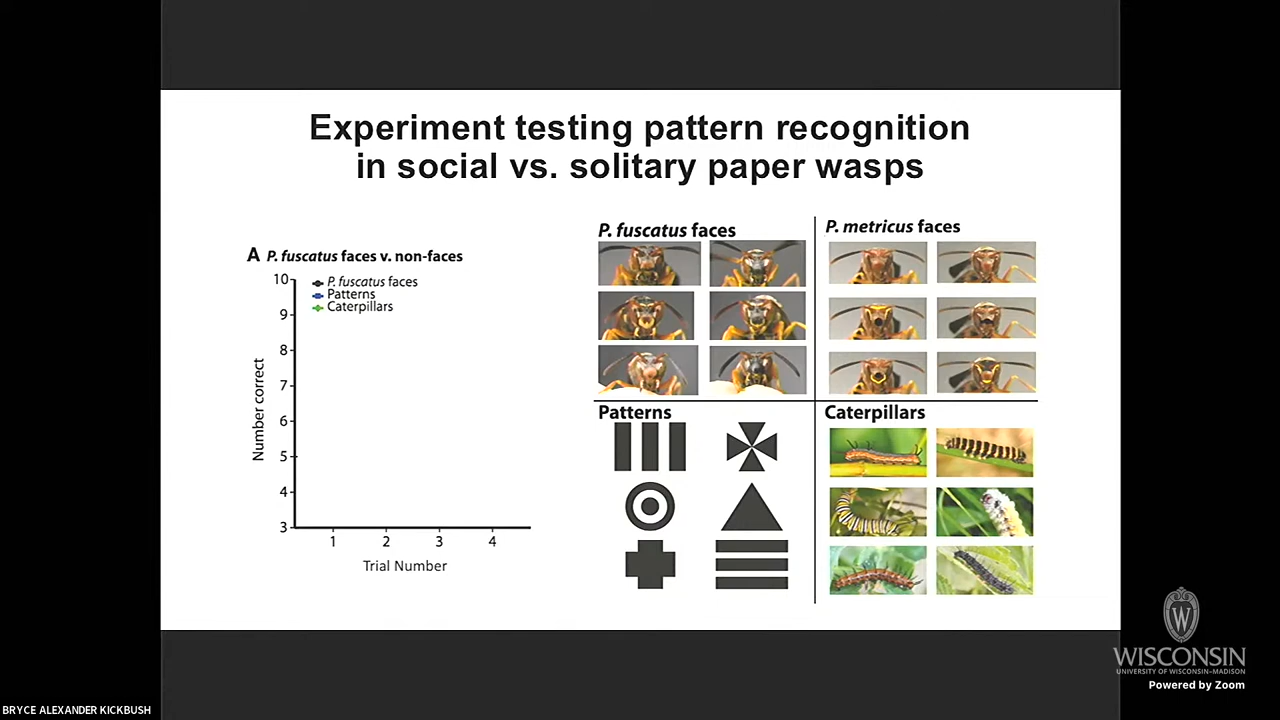 Experiment testing pattern recognition
in social vs. solitary paper wasps
A P. fuscatus faces v. non-faces
P. fuscatus faces
Patterns
Caterpillars
10
9
8
7
6
5
4
3
Number correct
1 2 3 4
Trial Number
P. fuscatus faces
P. metricus faces
Patterns
Caterpillars
W
WISCONSIN
UNIVERSITY OF WISCONSIN–MADISON
Powered by Zoom
BRYCE ALEXANDER KICKBUSH